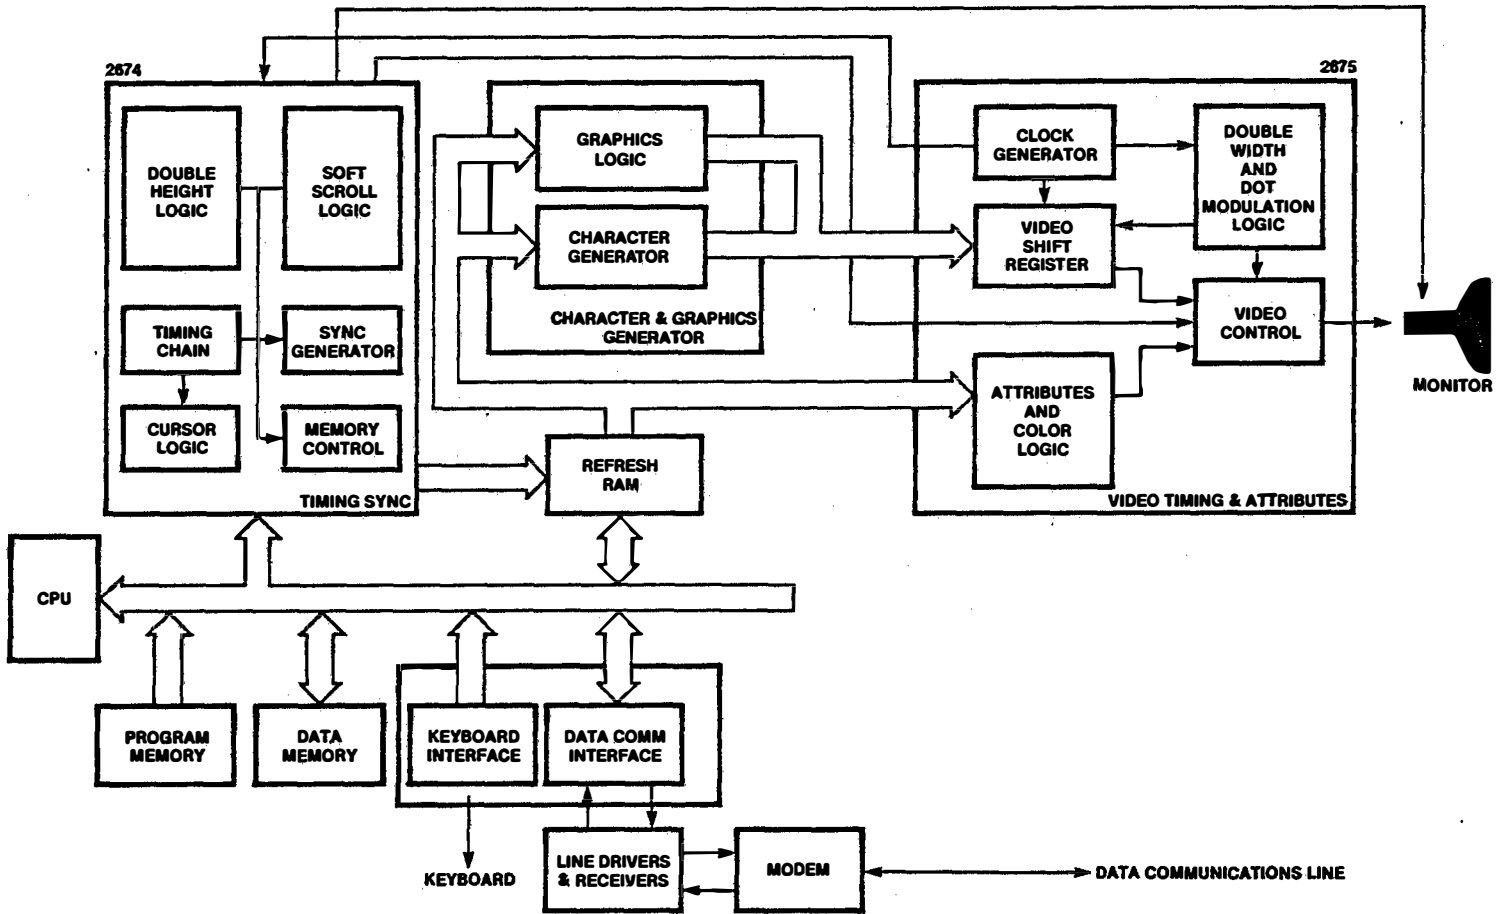 2674
2675
DOUBLE
HEIGHT
LOGIC
SOFT
SCROLL
LOGIC
TIMING
CHAIN
SYNC
GENERATOR
CURSOR
LOGIC
MEMORY
CONTROL
TIMING SYNC
GRAPHICS
LOGIC
CHARACTER
GENERATOR
CHARACTER & GRAPHICS
GENERATOR
REFRESH
RAM
CLOCK
GENERATOR
DOUBLE
WIDTH
AND
DOT
MODULATION
LOGIC
VIDEO
SHIFT
REGISTER
VIDEO
CONTROL
ATTRIBUTES
AND
COLOR
LOGIC
VIDEO TIMING & ATTRIBUTES
MONITOR
CPU
PROGRAM
MEMORY
DATA
MEMORY
KEYBOARD
INTERFACE
DATA COMM
INTERFACE
KEYBOARD
LINE DRIVERS
& RECEIVERS
MODEM
DATA COMMUNICATIONS LINE